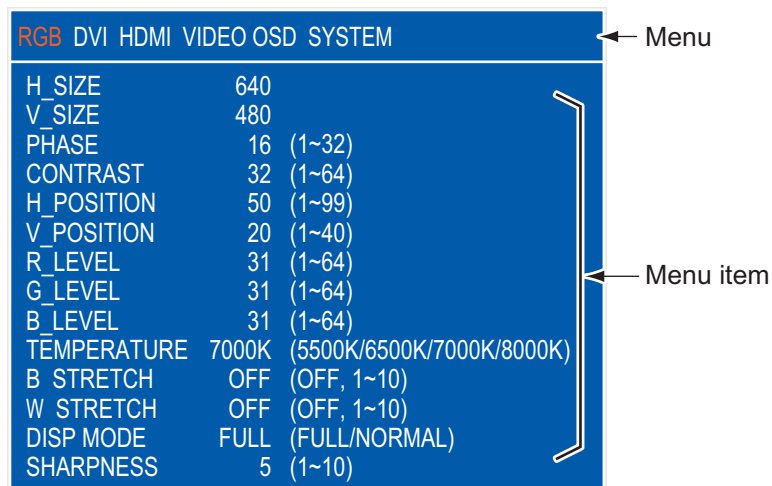 RGB DVI HDMI VIDEO OSD SYSTEM
Menu
H_SIZE 640
V_SIZE 480
PHASE 16 (1~32)
CONTRAST 32 (1~64)
H_POSITION 50 (1~99)
V_POSITION 20 (1~40)
R_LEVEL 31 (1~64)
G_LEVEL 31 (1~64)
B_LEVEL 31 (1~64)
Menu item
TEMPERATURE 7000K (5500K/6500K/7000K/8000K)
B STRETCH OFF (OFF, 1~10)
W STRETCH OFF (OFF, 1~10)
DISP MODE FULL (FULL/NORMAL)
SHARPNESS 5 (1~10)